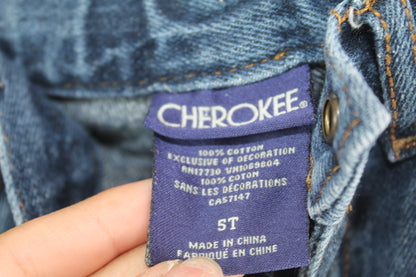 CHEROKEE®
100% COTTON
EXCLUSIVE OF DECORATION
RN17730 VN1069804
100% COTON
SANS LES DÉCORATIONS
CA57147
5T
MADE IN CHINA
FABRIQUÉ EN CHINE